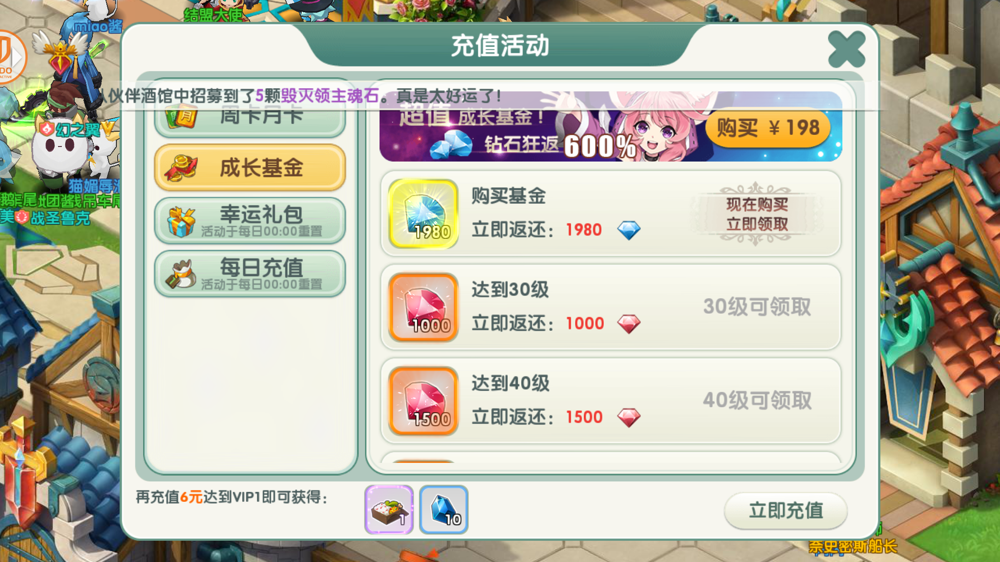 结盟大使
miao酱
充值活动
DO
ACTIVE
伙伴酒馆中招募到了5颗毁灭领主魂石。真是太好运了!
周卡月卡
超值 成长基金!
钻石狂返600%
购买 ¥198
幻之翼
成长基金
猫媚辱
战圣鲁克
幸运礼包
活动于每日00:00重置
每日充值
活动于每日00:00重置
1980
购买基金
立即返还: 1980
现在购买
立即领取
1000
达到30级
立即返还: 1000
30级可领取
1500
达到40级
立即返还: 1500
40级可领取
再充值6元达到VIP1即可获得:
1
10
立即充值
奈史密斯船长